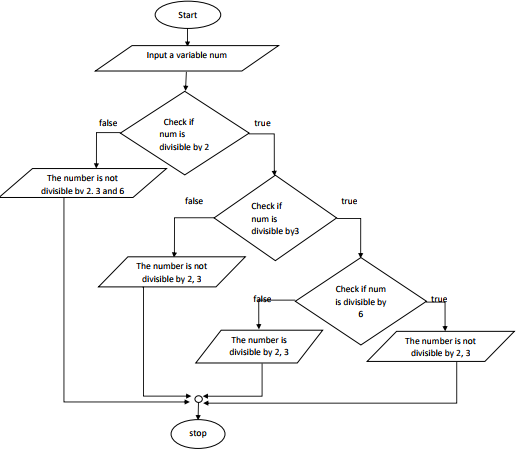 Start
Input a variable num
Check if
num is
divisible by 2
false
true
The number is not
divisible by 2. 3 and 6
Check if
num is
divisible by3
false
true
The number is not
divisible by 2, 3
Check if num
is divisible by
6
false
true
The number is
divisible by 2, 3
The number is not
divisible by 2, 3
stop